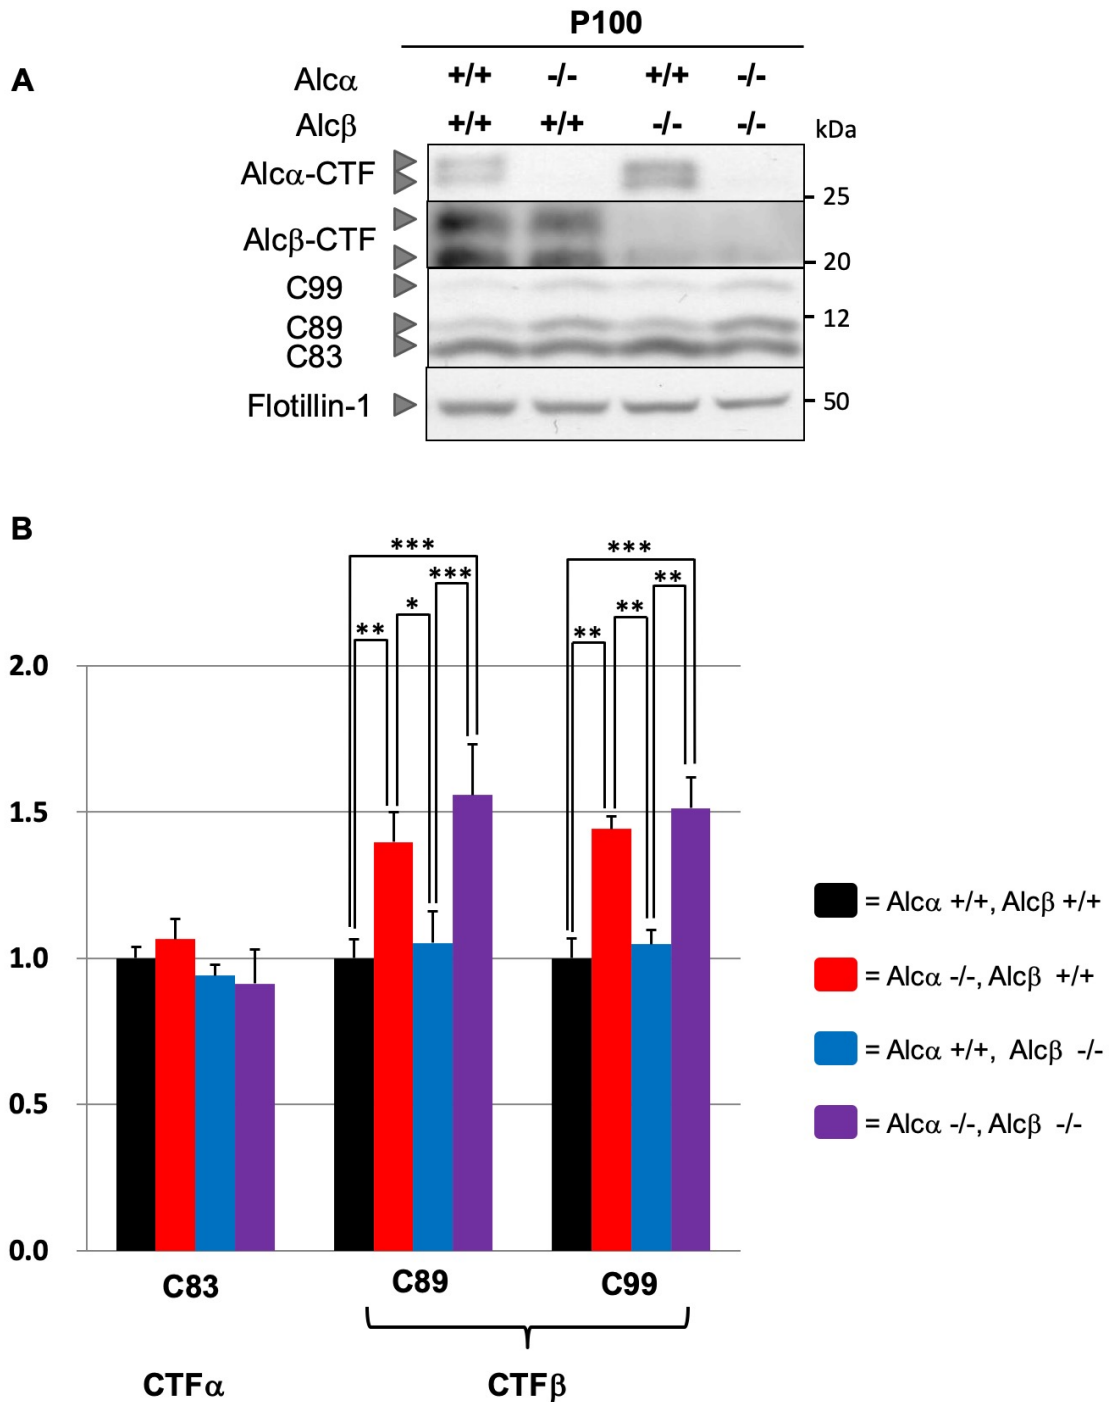 P100
A
Alcα +/+ -/- +/+ -/-
Alcβ +/+ +/+ -/- -/-
kDa
Alcα-CTF
25
Alcβ-CTF
20
C99
12
C89
C83
Flotillin-1
50
B
*** ***
*** **
* **
** **
2.0
1.5
1.0
0.5
0.0
= Alcα +/+, Alcβ +/+
= Alcα -/-, Alcβ +/+
= Alcα +/+, Alcβ -/-
= Alcα -/-, Alcβ -/-
C83 C89 C99
CTFα CTFβ